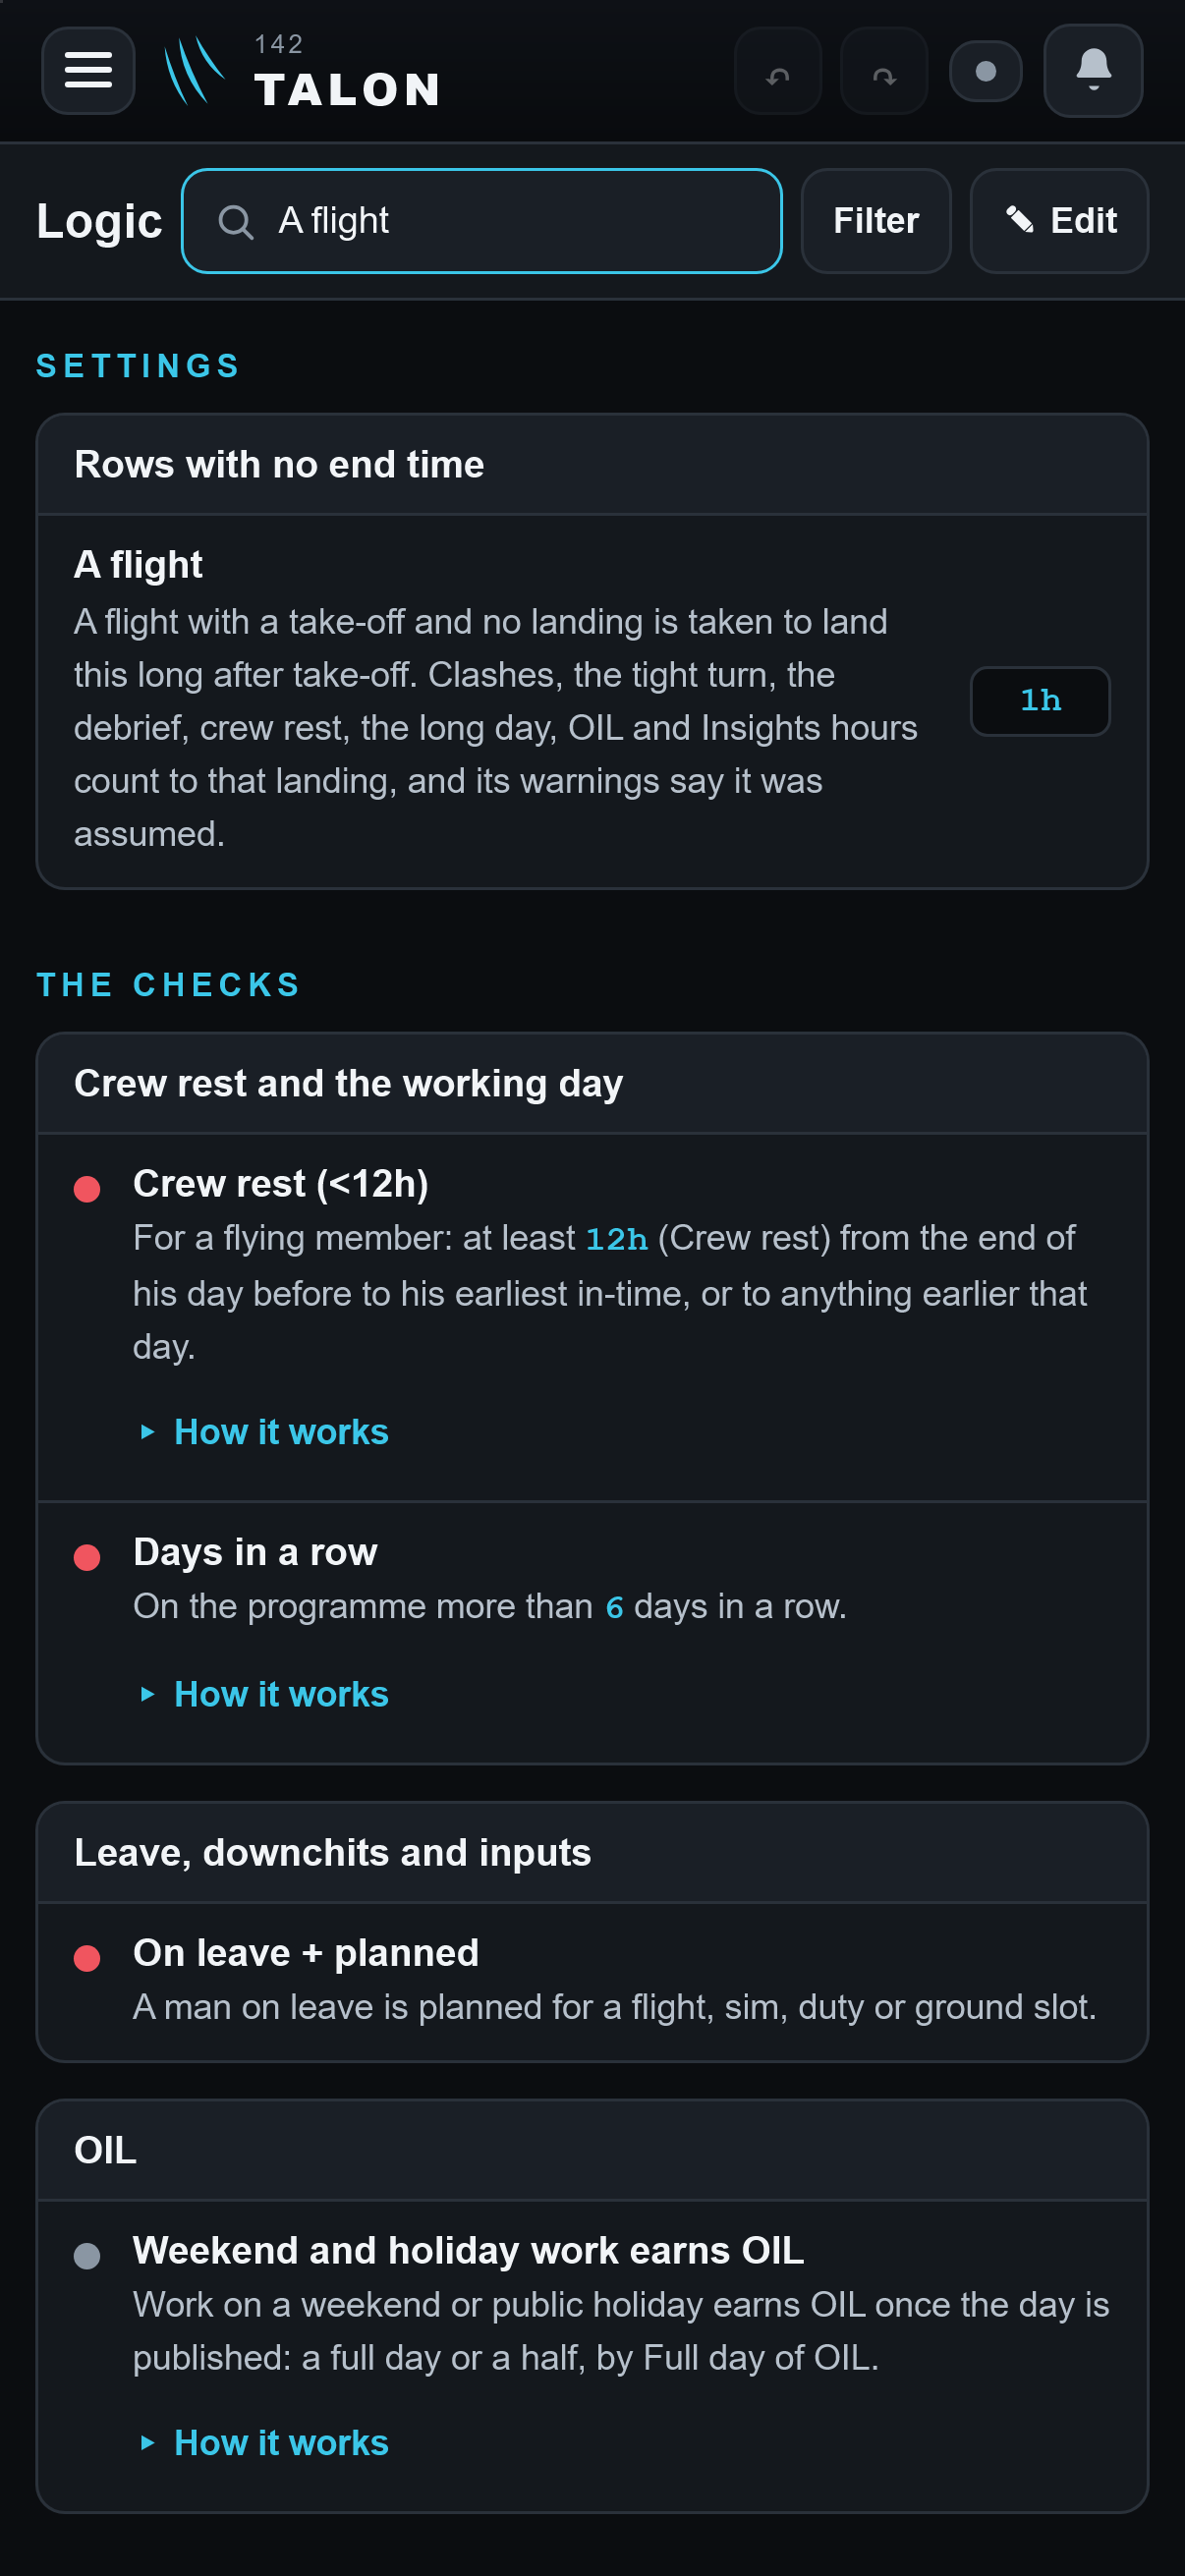 142
TALON
Logic
A flight
Filter
Edit
SETTINGS
Rows with no end time
A flight
A flight with a take-off and no landing is taken to land
this long after take-off. Clashes, the tight turn, the
debrief, crew rest, the long day, OIL and Insights hours
count to that landing, and its warnings say it was
assumed.
1h
THE CHECKS
Crew rest and the working day
Crew rest (<12h)
For a flying member: at least 12h (Crew rest) from the end of
his day before to his earliest in-time, or to anything earlier that
day.
How it works
Days in a row
On the programme more than 6 days in a row.
How it works
Leave, downchits and inputs
On leave + planned
A man on leave is planned for a flight, sim, duty or ground slot.
OIL
Weekend and holiday work earns OIL
Work on a weekend or public holiday earns OIL once the day is
published: a full day or a half, by Full day of OIL.
How it works